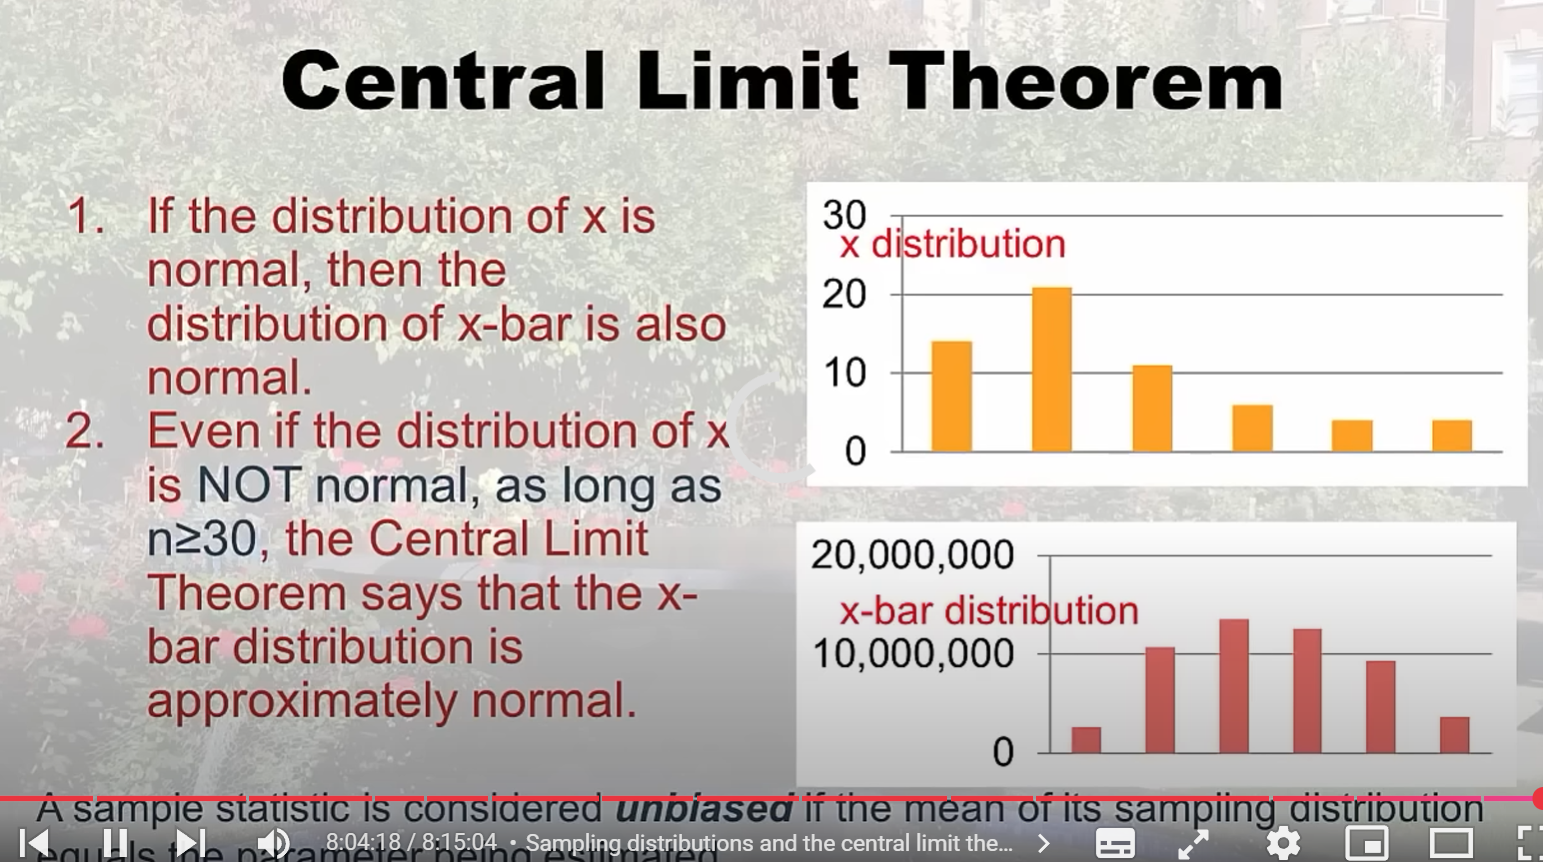 Central Limit Theorem
1. If the distribution of x is
normal, then the
distribution of x-bar is also
normal.
2. Even if the distribution of x
is NOT normal, as long as
n≥30, the Central Limit
Theorem says that the x-
bar distribution is
approximately normal.
30
x distribution
20
10
0
20,000,000
x-bar distribution
10,000,000
0
A sample statistic is considered unbiased if the mean of its sampling distribution
equals the parameter being estimated.
8:04:18 / 8:15:04 • Sampling distributions and the central limit the...